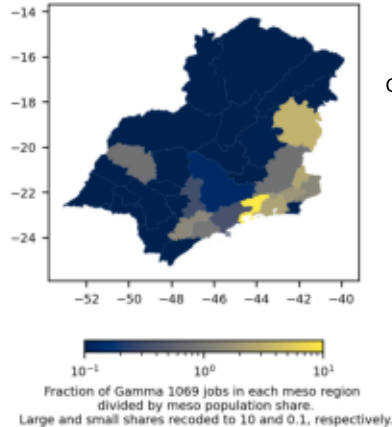 −14
−16
−18
−20
−22
−24
−52 −50 −48 −46 −44 −42 −40
10⁻¹ 10⁰ 10¹
Fraction of Gamma 1069 jobs in each meso region
divided by meso population share.
Large and small shares recoded to 10 and 0.1, respectively